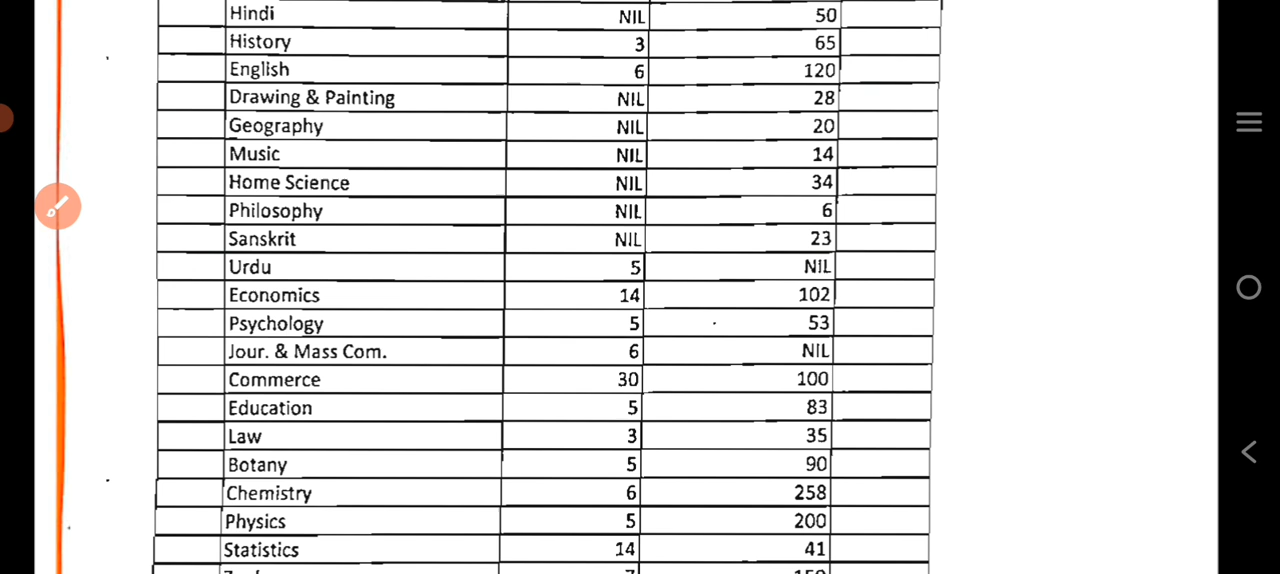 Hindi NIL 50
History 3 65
English 6 120
Drawing & Painting NIL 28
Geography NIL 20
Music NIL 14
Home Science NIL 34
Philosophy NIL 6
Sanskrit NIL 23
Urdu 5 NIL
Economics 14 102
Psychology 5 53
Jour. & Mass Com. 6 NIL
Commerce 30 100
Education 5 83
Law 3 35
Botany 5 90
Chemistry 6 258
Physics 5 200
Statistics 14 41